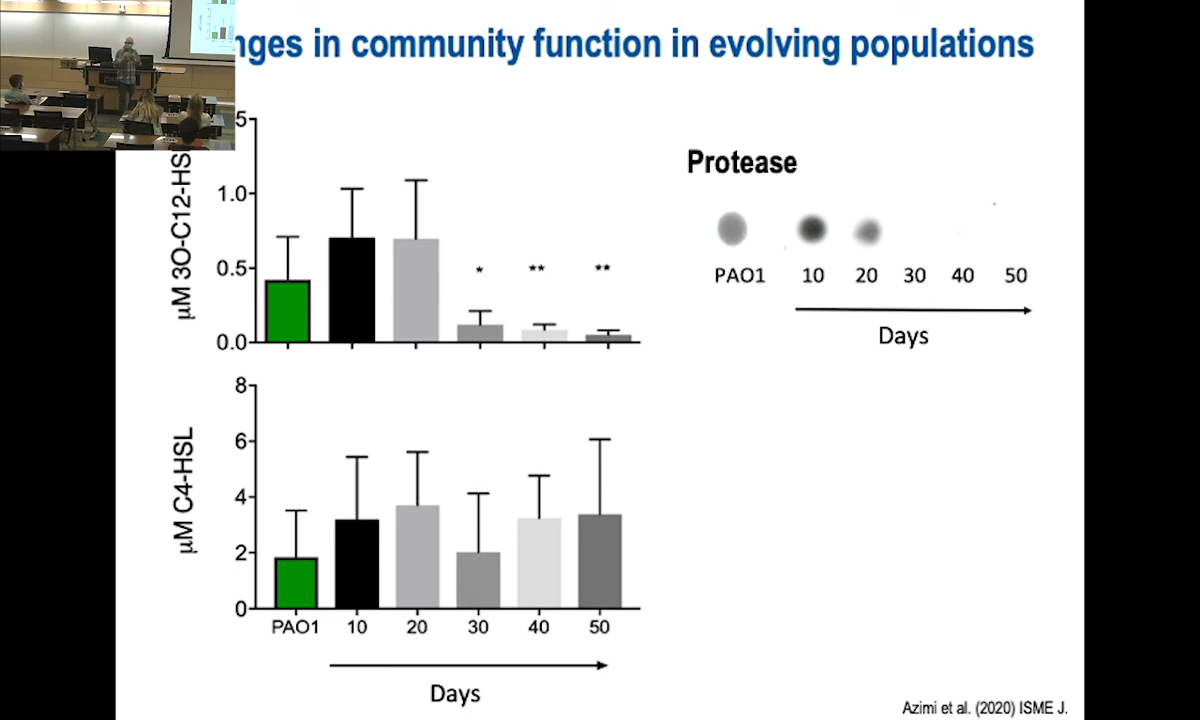 nges in community function in evolving populations
5
1.0
0.5
0.0
µM 3O-C12-HS
*
**
**
Protease
PAO1 10 20 30 40 50
Days
8
6
4
2
0
µM C4-HSL
PAO1 10 20 30 40 50
Days
Azimi et al. (2020) ISME J.